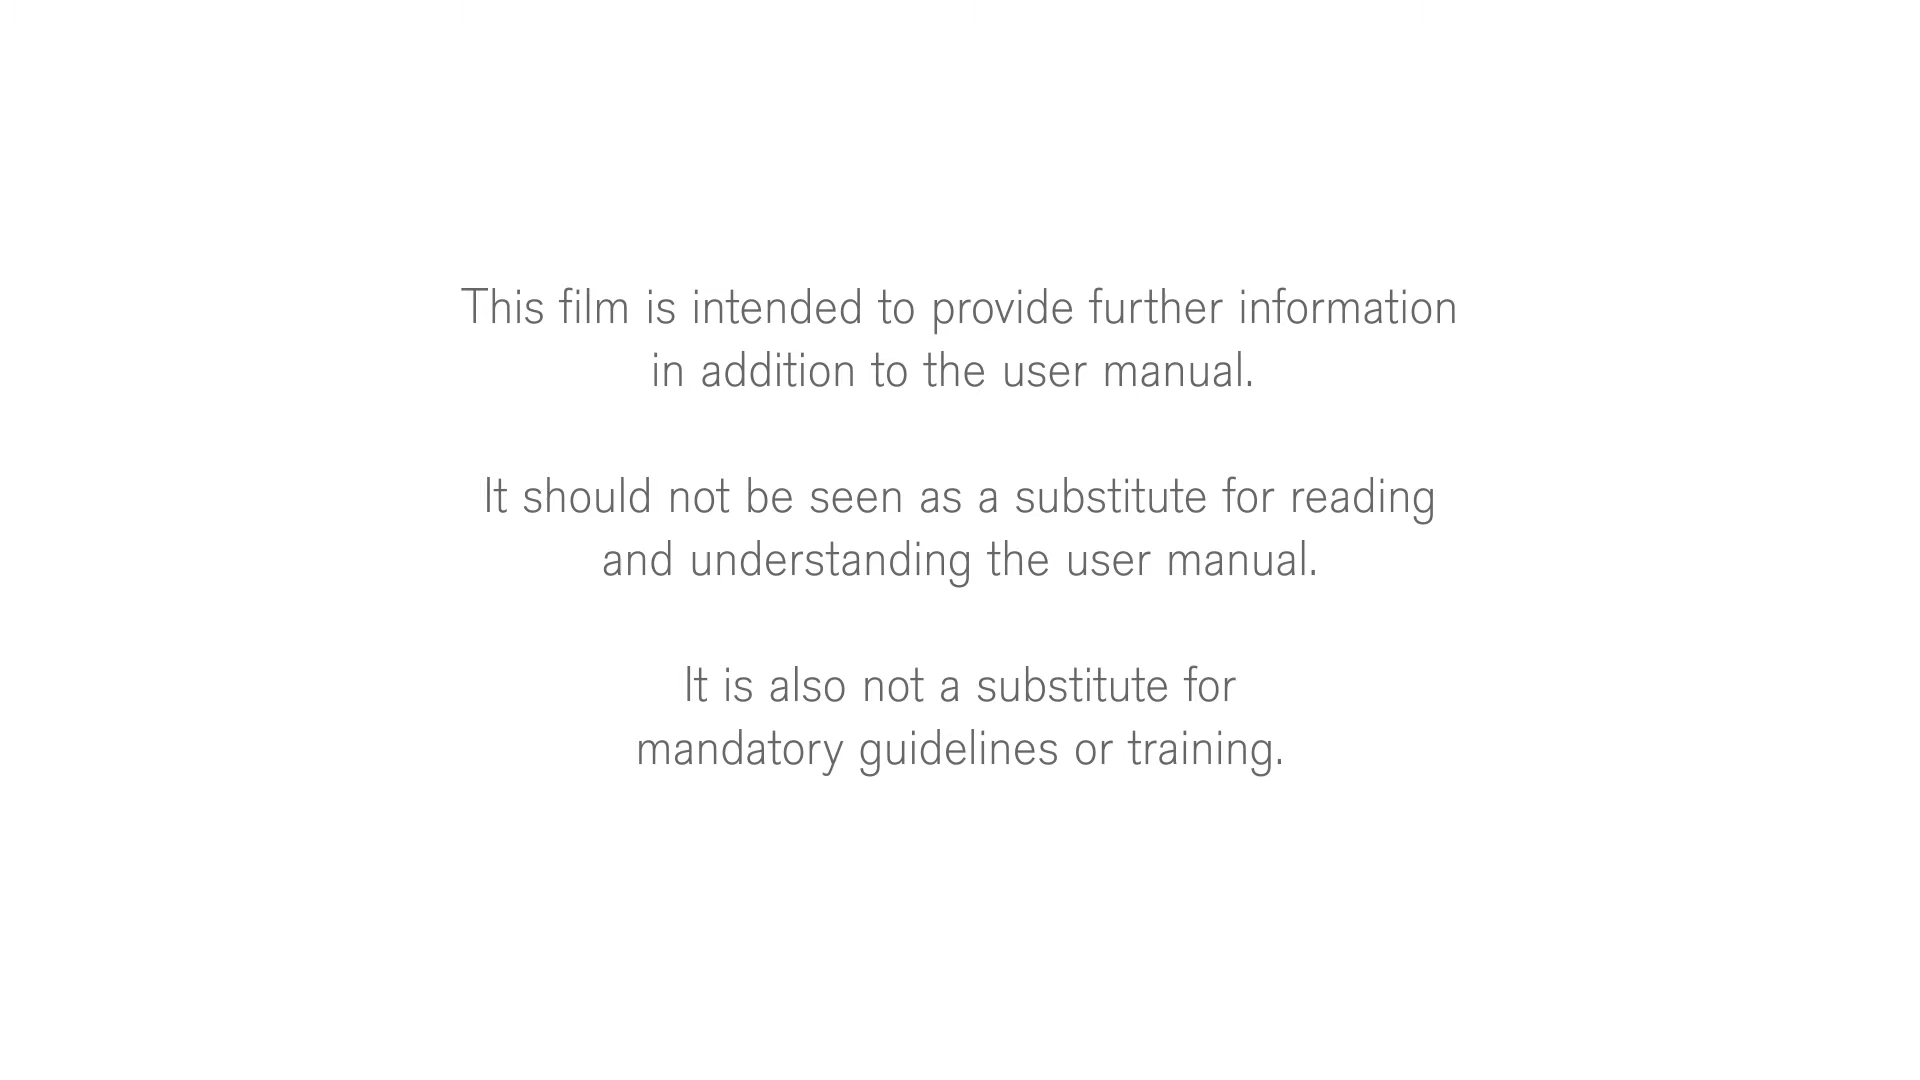 This film is intended to provide further information
in addition to the user manual.
It should not be seen as a substitute for reading
and understanding the user manual.
It is also not a substitute for
mandatory guidelines or training.